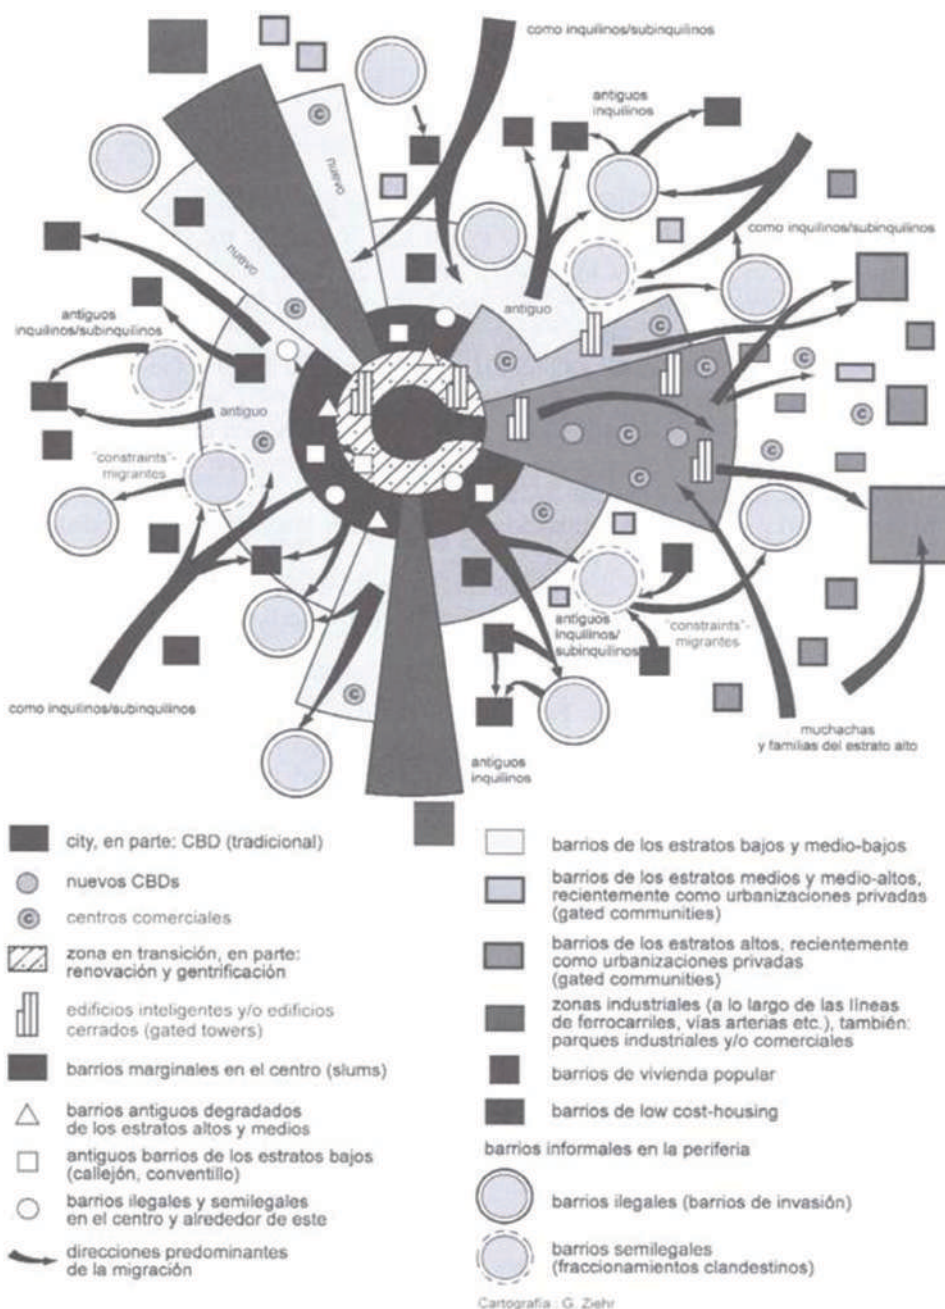 como inquilinos/subinquilinos
antiguos
inquilinos
nuevo
nuevo
como inquilinos/subinquilinos
antiguos
inquilinos/subinquilinos
antiguo
antiguo
"constraints"-
migrantes
antiguos
inquilinos/
subinquilinos
"constraints"-
migrantes
como inquilinos/subinquilinos
antiguos
inquilinos
muchachas
y familias del estrato alto
C
C
C
C
C
C
C
C
C
C
C
C
C
city, en parte: CBD (tradicional)
nuevos CBDs
C centros comerciales
zona en transición, en parte:
renovación y gentrificación
edificios inteligentes y/o edificios
cerrados (gated towers)
barrios marginales en el centro (slums)
barrios antiguos degradados
de los estratos altos y medios
antiguos barrios de los estratos bajos
(callejón, conventillo)
barrios ilegales y semilegales
en el centro y alrededor de este
direcciones predominantes
de la migración
barrios de los estratos bajos y medio-bajos
barrios de los estratos medios y medio-altos,
recientemente como urbanizaciones privadas
(gated communities)
barrios de los estratos altos, recientemente
como urbanizaciones privadas
(gated communities)
zonas industriales (a lo largo de las líneas
de ferrocarriles, vías arterias etc.), también:
parques industriales y/o comerciales
barrios de vivienda popular
barrios de low cost-housing
barrios informales en la periferia
barrios ilegales (barrios de invasión)
barrios semilegales
(fraccionamientos clandestinos)
Cartografía : G. Ziehr